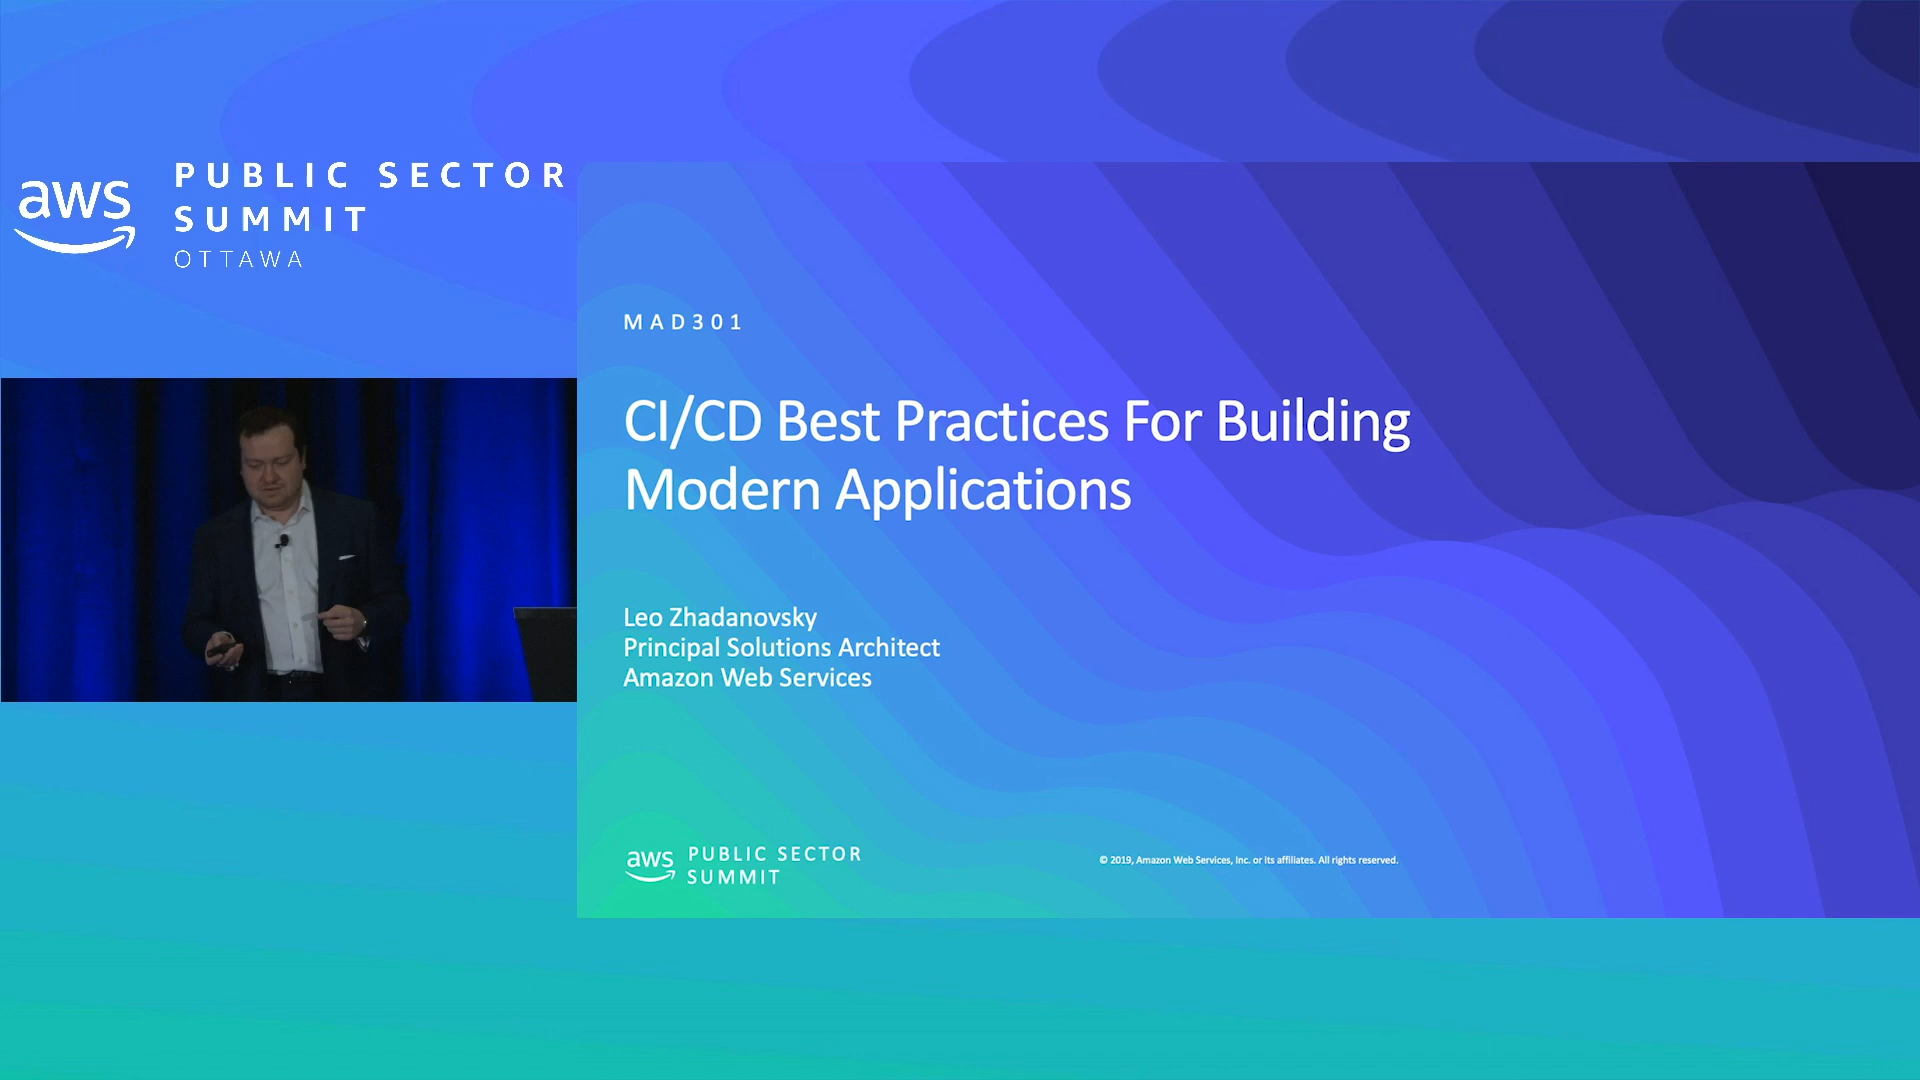 aws
PUBLIC SECTOR
SUMMIT
OTTAWA
MAD301
CI/CD Best Practices For Building
Modern Applications
Leo Zhadanovsky
Principal Solutions Architect
Amazon Web Services
aws
PUBLIC SECTOR
SUMMIT
© 2019, Amazon Web Services, Inc. or its affiliates. All rights reserved.